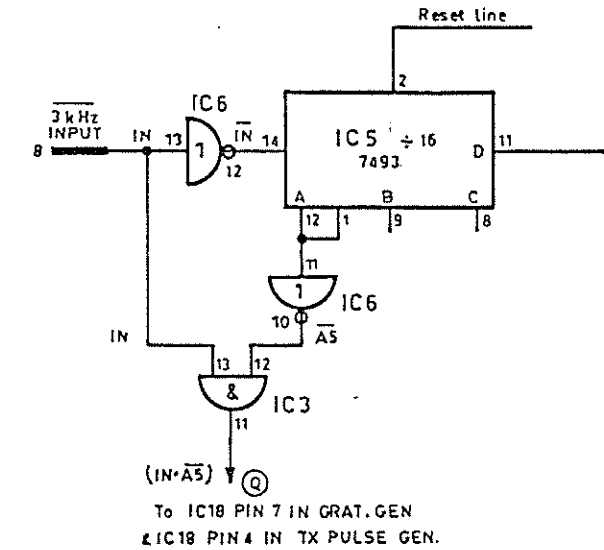 Reset line
2
3 kHz
INPUT
8
IN
13
IC6
1
12
IN
14
IC5 ÷16
7493
D
11
A
B
C
12
1
9
8
11
1
IC6
10
A5
IN
13
12
&
IC3
11
(IN·A5)
Q
To IC18 PIN 7 IN GRAT.GEN
& IC18 PIN 4 IN TX PULSE GEN.